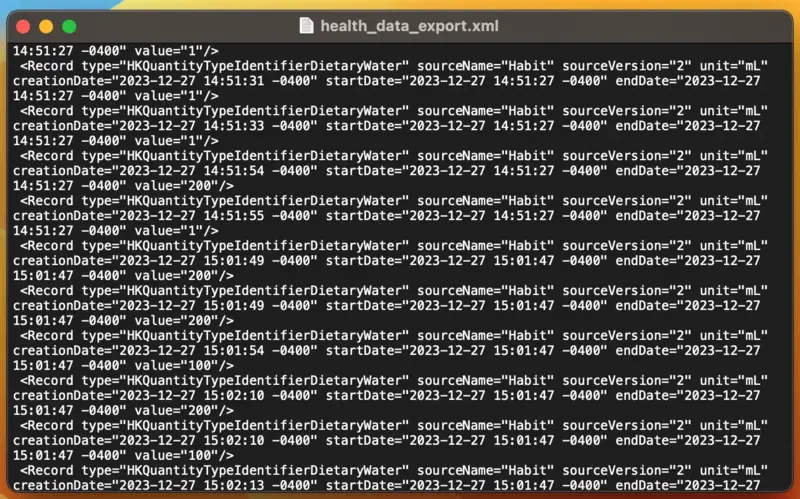 health_data_export.xml
14:51:27 -0400" value="1"/>
<Record type="HKQuantityTypeIdentifierDietaryWater" sourceName="Habit" sourceVersion="2" unit="mL"
creationDate="2023-12-27 14:51:31 -0400" startDate="2023-12-27 14:51:27 -0400" endDate="2023-12-27
14:51:27 -0400" value="1"/>
<Record type="HKQuantityTypeIdentifierDietaryWater" sourceName="Habit" sourceVersion="2" unit="mL"
creationDate="2023-12-27 14:51:33 -0400" startDate="2023-12-27 14:51:27 -0400" endDate="2023-12-27
14:51:27 -0400" value="1"/>
<Record type="HKQuantityTypeIdentifierDietaryWater" sourceName="Habit" sourceVersion="2" unit="mL"
creationDate="2023-12-27 14:51:54 -0400" startDate="2023-12-27 14:51:27 -0400" endDate="2023-12-27
14:51:27 -0400" value="200"/>
<Record type="HKQuantityTypeIdentifierDietaryWater" sourceName="Habit" sourceVersion="2" unit="mL"
creationDate="2023-12-27 14:51:55 -0400" startDate="2023-12-27 14:51:27 -0400" endDate="2023-12-27
14:51:27 -0400" value="1"/>
<Record type="HKQuantityTypeIdentifierDietaryWater" sourceName="Habit" sourceVersion="2" unit="mL"
creationDate="2023-12-27 15:01:49 -0400" startDate="2023-12-27 15:01:47 -0400" endDate="2023-12-27
15:01:47 -0400" value="200"/>
<Record type="HKQuantityTypeIdentifierDietaryWater" sourceName="Habit" sourceVersion="2" unit="mL"
creationDate="2023-12-27 15:01:49 -0400" startDate="2023-12-27 15:01:47 -0400" endDate="2023-12-27
15:01:47 -0400" value="200"/>
<Record type="HKQuantityTypeIdentifierDietaryWater" sourceName="Habit" sourceVersion="2" unit="mL"
creationDate="2023-12-27 15:01:54 -0400" startDate="2023-12-27 15:01:47 -0400" endDate="2023-12-27
15:01:47 -0400" value="100"/>
<Record type="HKQuantityTypeIdentifierDietaryWater" sourceName="Habit" sourceVersion="2" unit="mL"
creationDate="2023-12-27 15:02:10 -0400" startDate="2023-12-27 15:01:47 -0400" endDate="2023-12-27
15:01:47 -0400" value="200"/>
<Record type="HKQuantityTypeIdentifierDietaryWater" sourceName="Habit" sourceVersion="2" unit="mL"
creationDate="2023-12-27 15:02:10 -0400" startDate="2023-12-27 15:01:47 -0400" endDate="2023-12-27
15:01:47 -0400" value="100"/>
<Record type="HKQuantityTypeIdentifierDietaryWater" sourceName="Habit" sourceVersion="2" unit="mL"
creationDate="2023-12-27 15:02:13 -0400" startDate="2023-12-27 15:01:47 -0400" endDate="2023-12-27